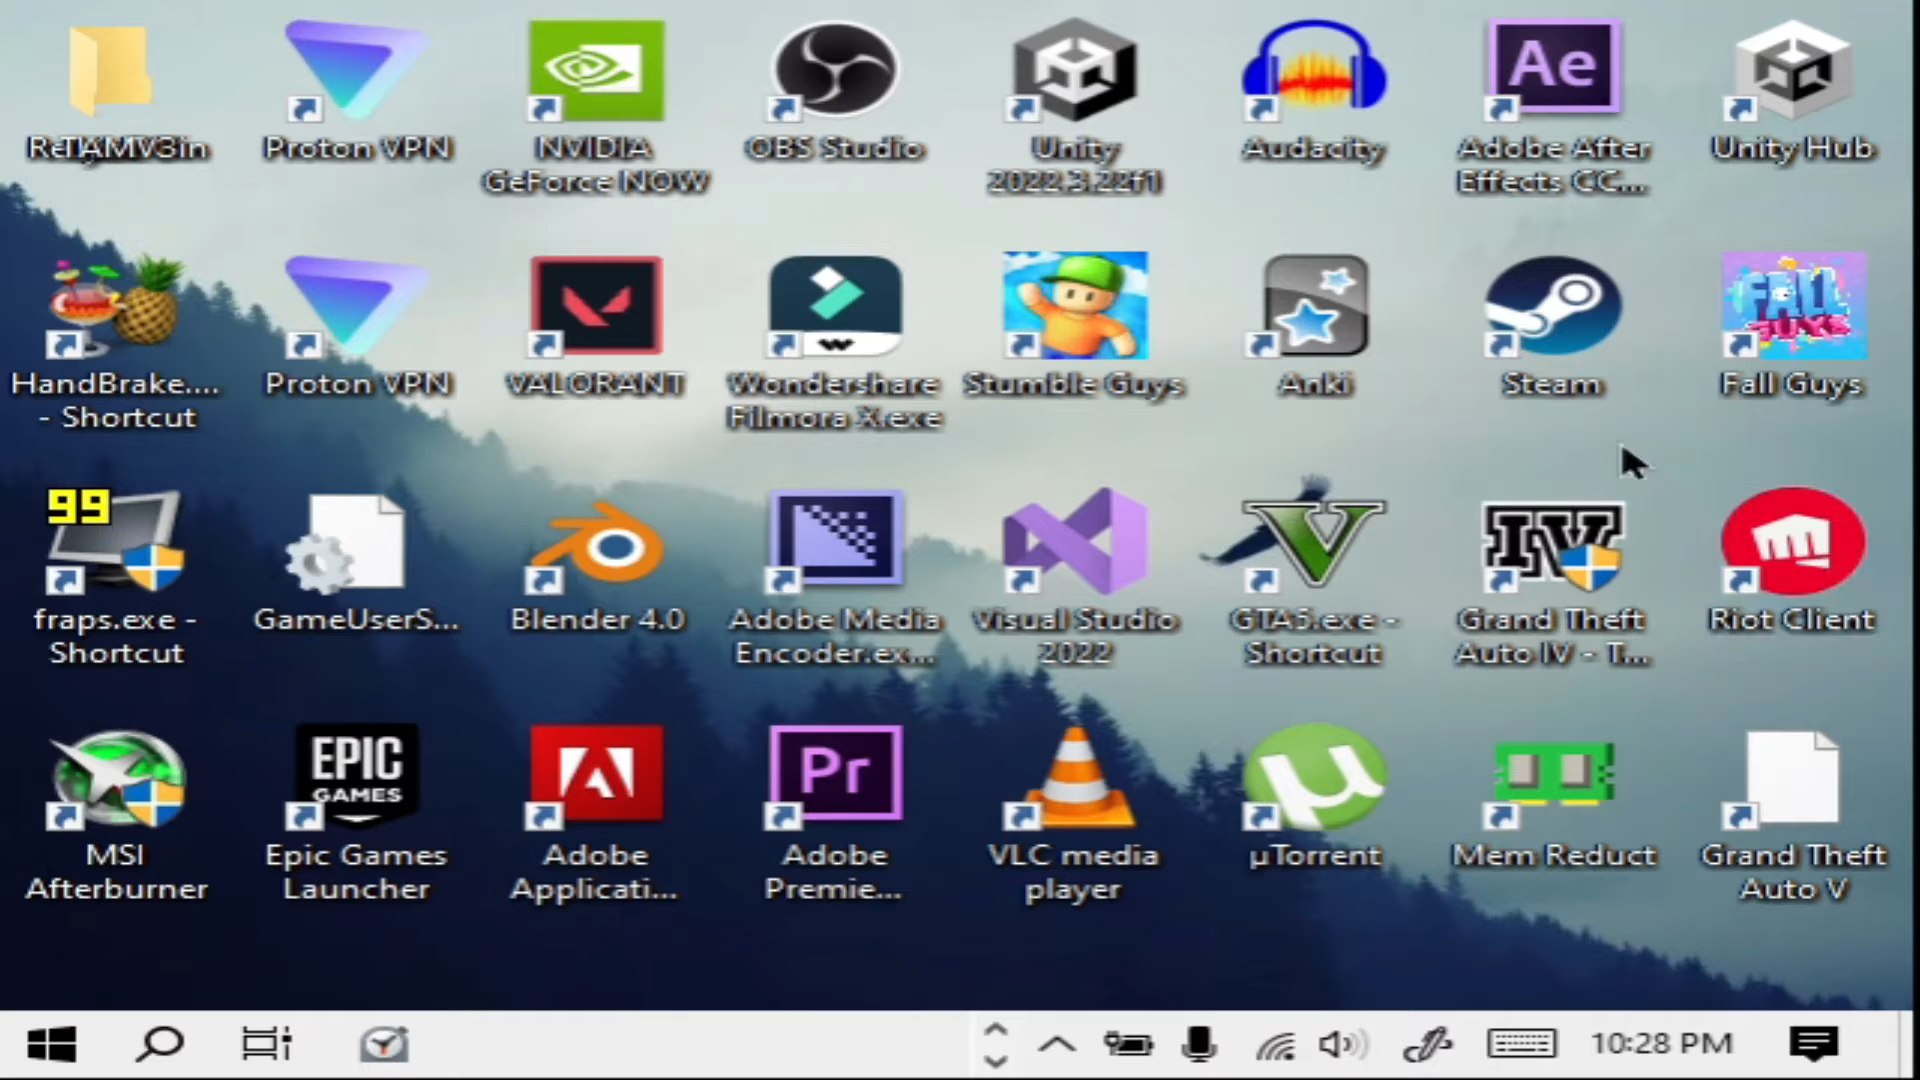 Proton VPN
NVIDIA
GeForce NOW
OBS Studio
Unity
2022.3.22f1
Audacity
Ae
Adobe After
Effects CC...
Unity Hub
HandBrake....
- Shortcut
Proton VPN
VALORANT
Wondershare
Filmora X.exe
Stumble Guys
Anki
Steam
FALL
GUYS
Fall Guys
99
fraps.exe -
Shortcut
GameUserS...
Blender 4.0
Adobe Media
Encoder.ex...
Visual Studio
2022
V
GTA5.exe -
Shortcut
IV
Grand Theft
Auto IV - T...
Riot Client
MSI
Afterburner
EPIC
GAMES
Epic Games
Launcher
Adobe
Applicati...
Pr
Adobe
Premie...
VLC media
player
µ
µTorrent
Mem Reduct
Grand Theft
Auto V
10:28 PM